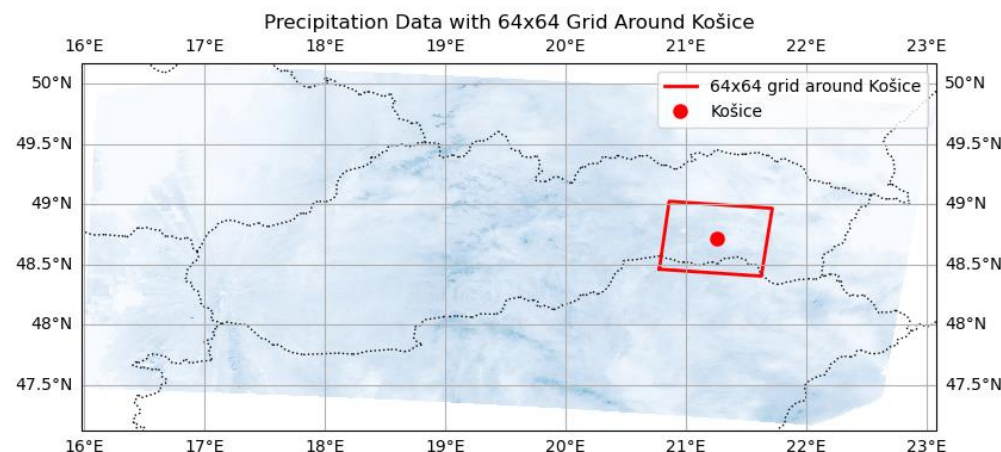 Precipitation Data with 64x64 Grid Around Košice
16°E 17°E 18°E 19°E 20°E 21°E 22°E 23°E
50°N 50°N
64x64 grid around Košice
Košice
49.5°N 49.5°N
49°N 49°N
48.5°N 48.5°N
48°N 48°N
47.5°N 47.5°N
16°E 17°E 18°E 19°E 20°E 21°E 22°E 23°E